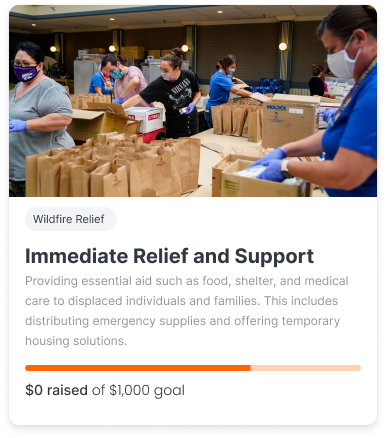 MOLDEX
Wildfire Relief
Immediate Relief and Support
Providing essential aid such as food, shelter, and medical
care to displaced individuals and families. This includes
distributing emergency supplies and offering temporary
housing solutions.
$0 raised of $1,000 goal